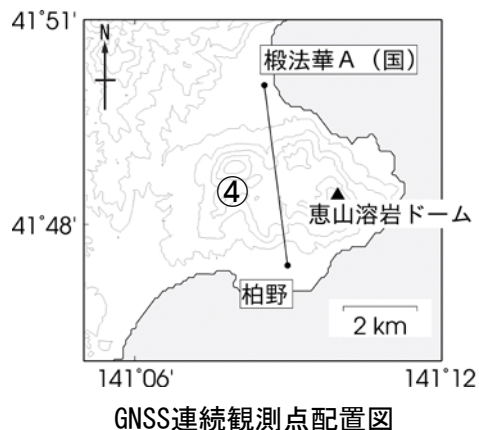 41˚51'
N
椴法華Ａ（国）
④
41˚48'
恵山溶岩ドーム
柏野
2 km
141˚06'
141˚12'
GNSS連続観測点配置図